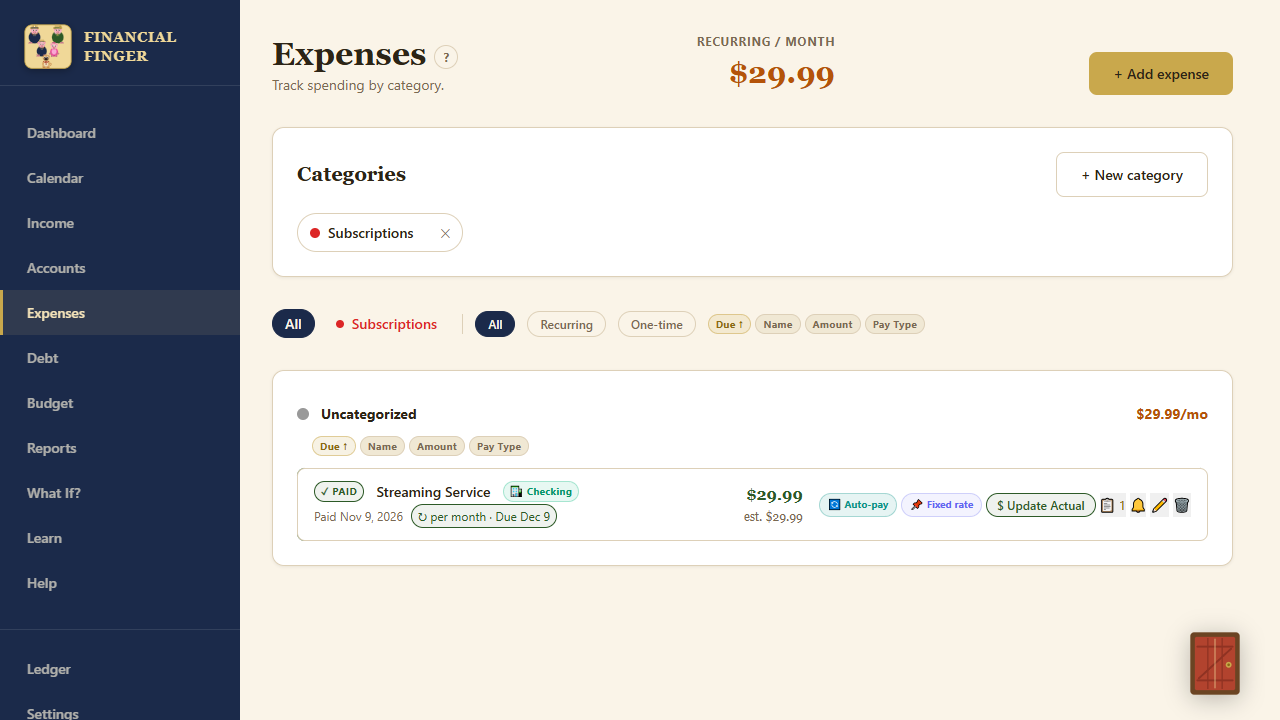 FINANCIAL
FINGER
Dashboard
Calendar
Income
Accounts
Expenses
Debt
Budget
Reports
What If?
Learn
Help
Ledger
Settings
Expenses ?
Track spending by category.
RECURRING / MONTH
$29.99
+ Add expense
Categories
+ New category
Subscriptions ×
All Subscriptions All Recurring One-time Due ↑ Name Amount Pay Type
Uncategorized $29.99/mo
Due ↑ Name Amount Pay Type
✓ PAID Streaming Service Checking
Paid Nov 9, 2026 ↻ per month · Due Dec 9
$29.99
est. $29.99
Auto-pay Fixed rate $ Update Actual 1